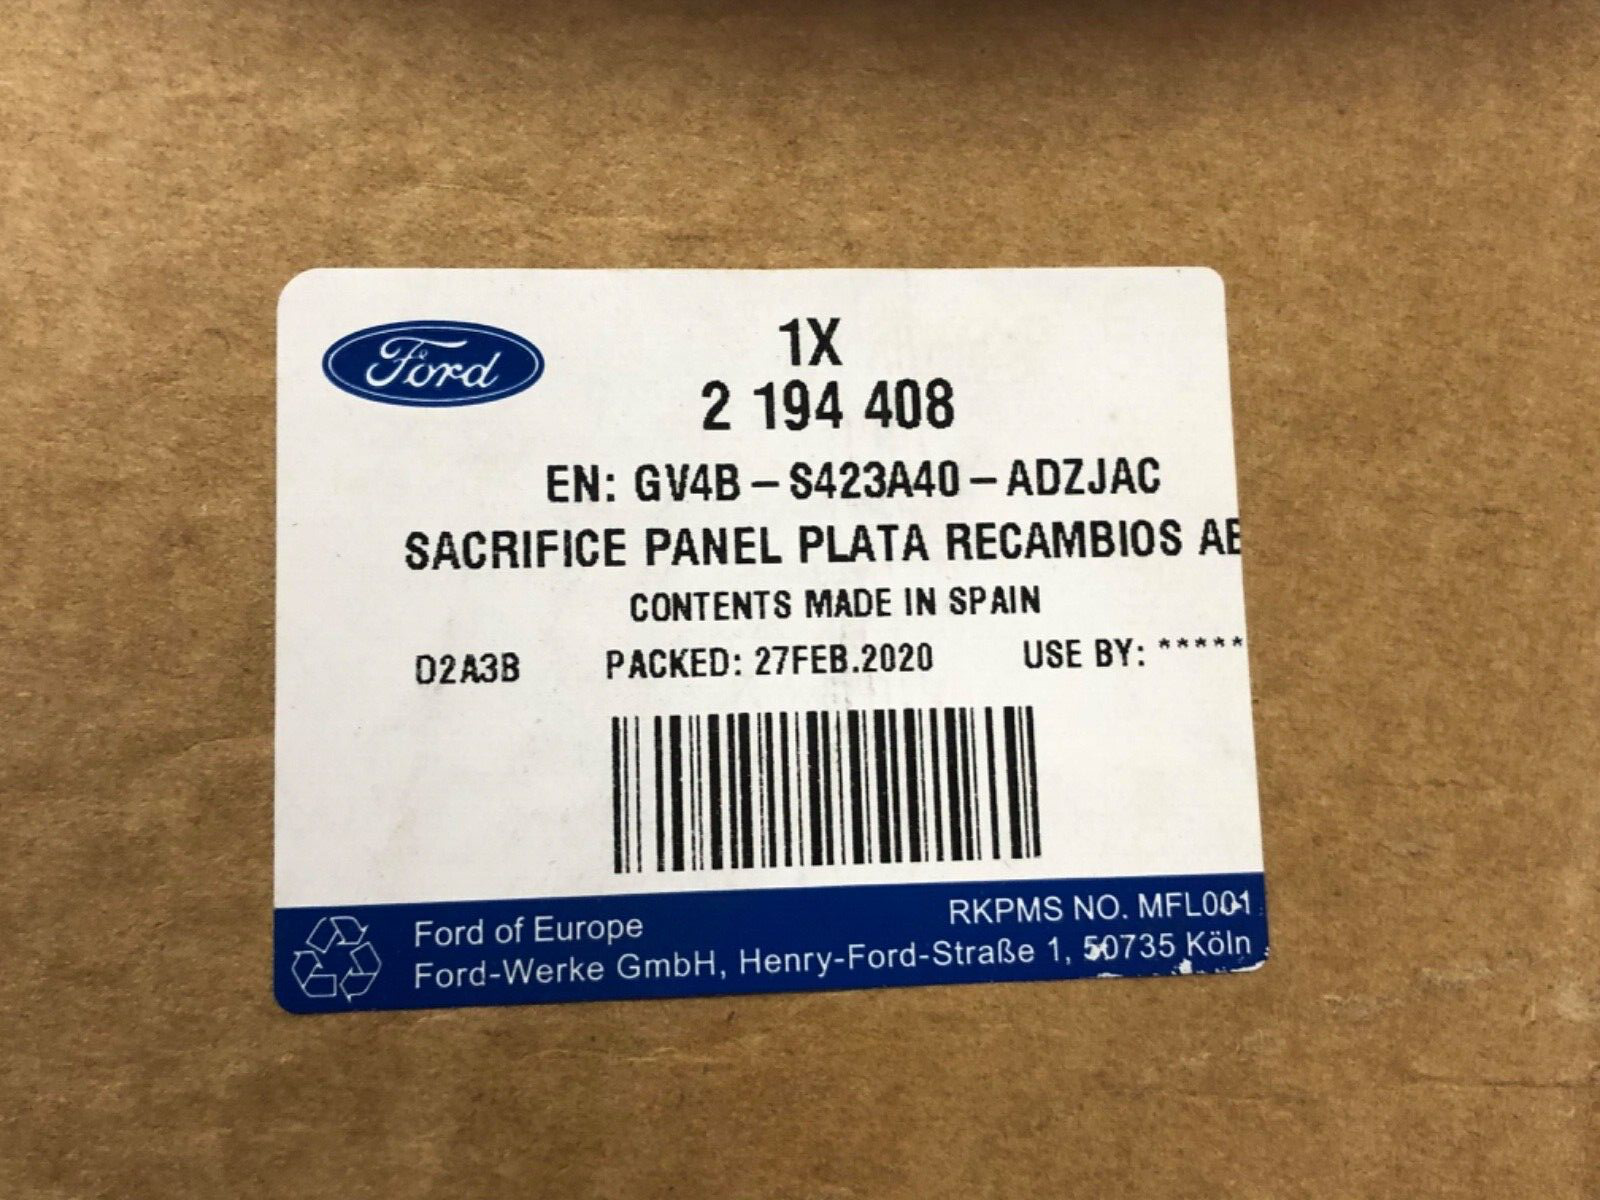 Ford
1X
2 194 408
EN: GV4B – S423A40 – ADZJAC
SACRIFICE PANEL PLATA RECAMBIOS AB
CONTENTS MADE IN SPAIN
D2A3B PACKED: 27FEB.2020 USE BY: *****
Ford of Europe RKPMS NO. MFL001
Ford-Werke GmbH, Henry-Ford-Straße 1, 50735 Köln